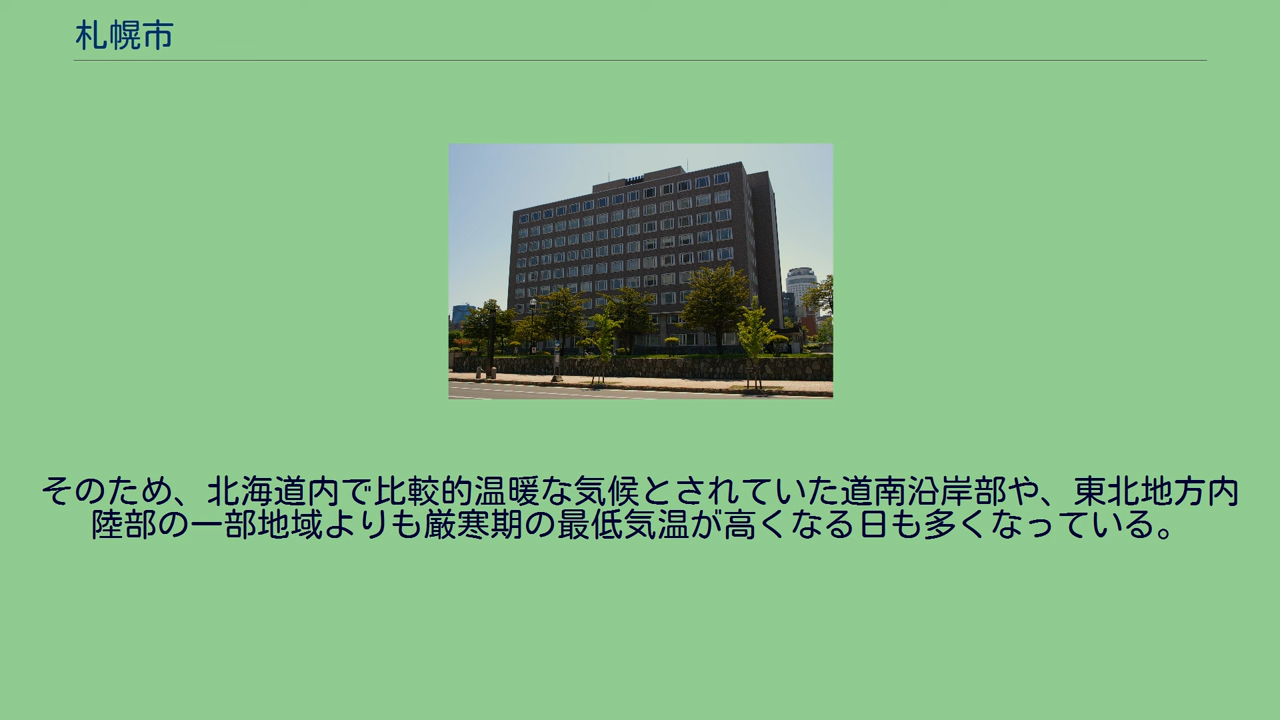 札幌市
そのため、北海道内で比較的温暖な気候とされていた道南沿岸部や、東北地方内
陸部の一部地域よりも厳寒期の最低気温が高くなる日も多くなっている。